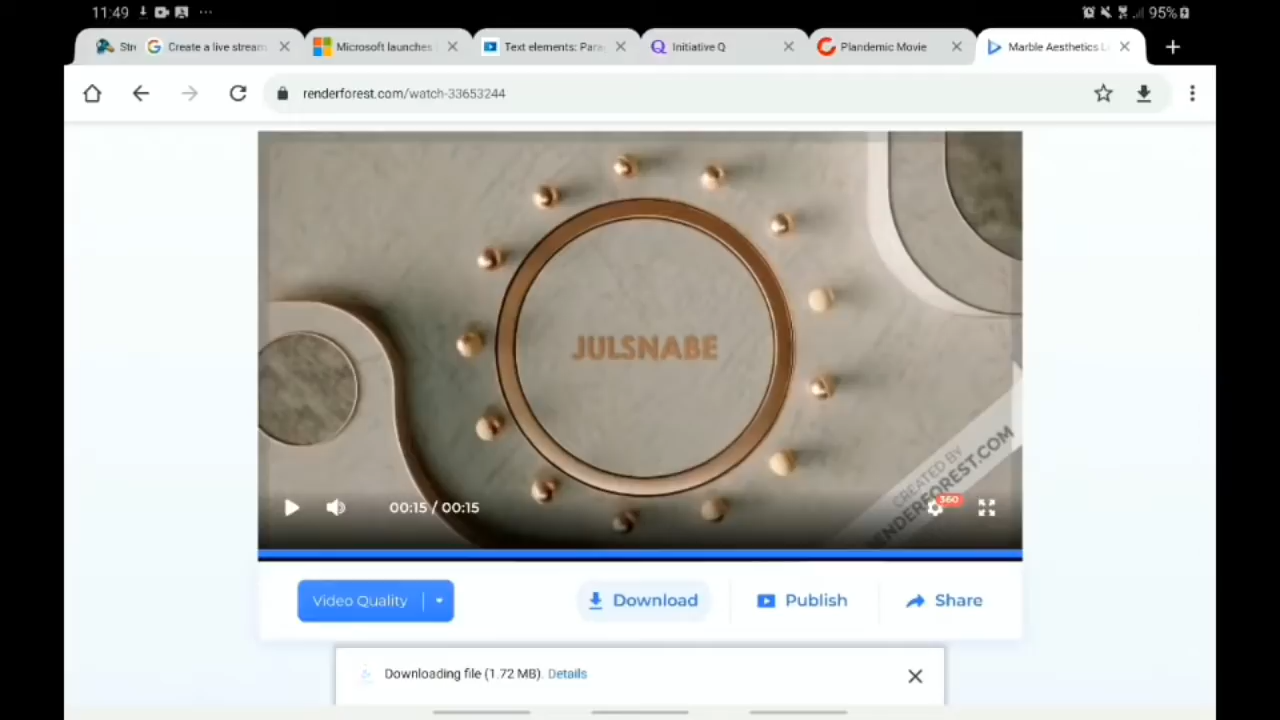 11:49 ... 95%
Stre Create a live stream Microsoft launches Text elements: Para Initiative Q Plandemic Movie Marble Aesthetics L
renderforest.com/watch-33653244
JULSNABE
CREATED BY
RENDERFOREST.COM
00:15 / 00:15 360
Video Quality Download Publish Share
Downloading file (1.72 MB). Details